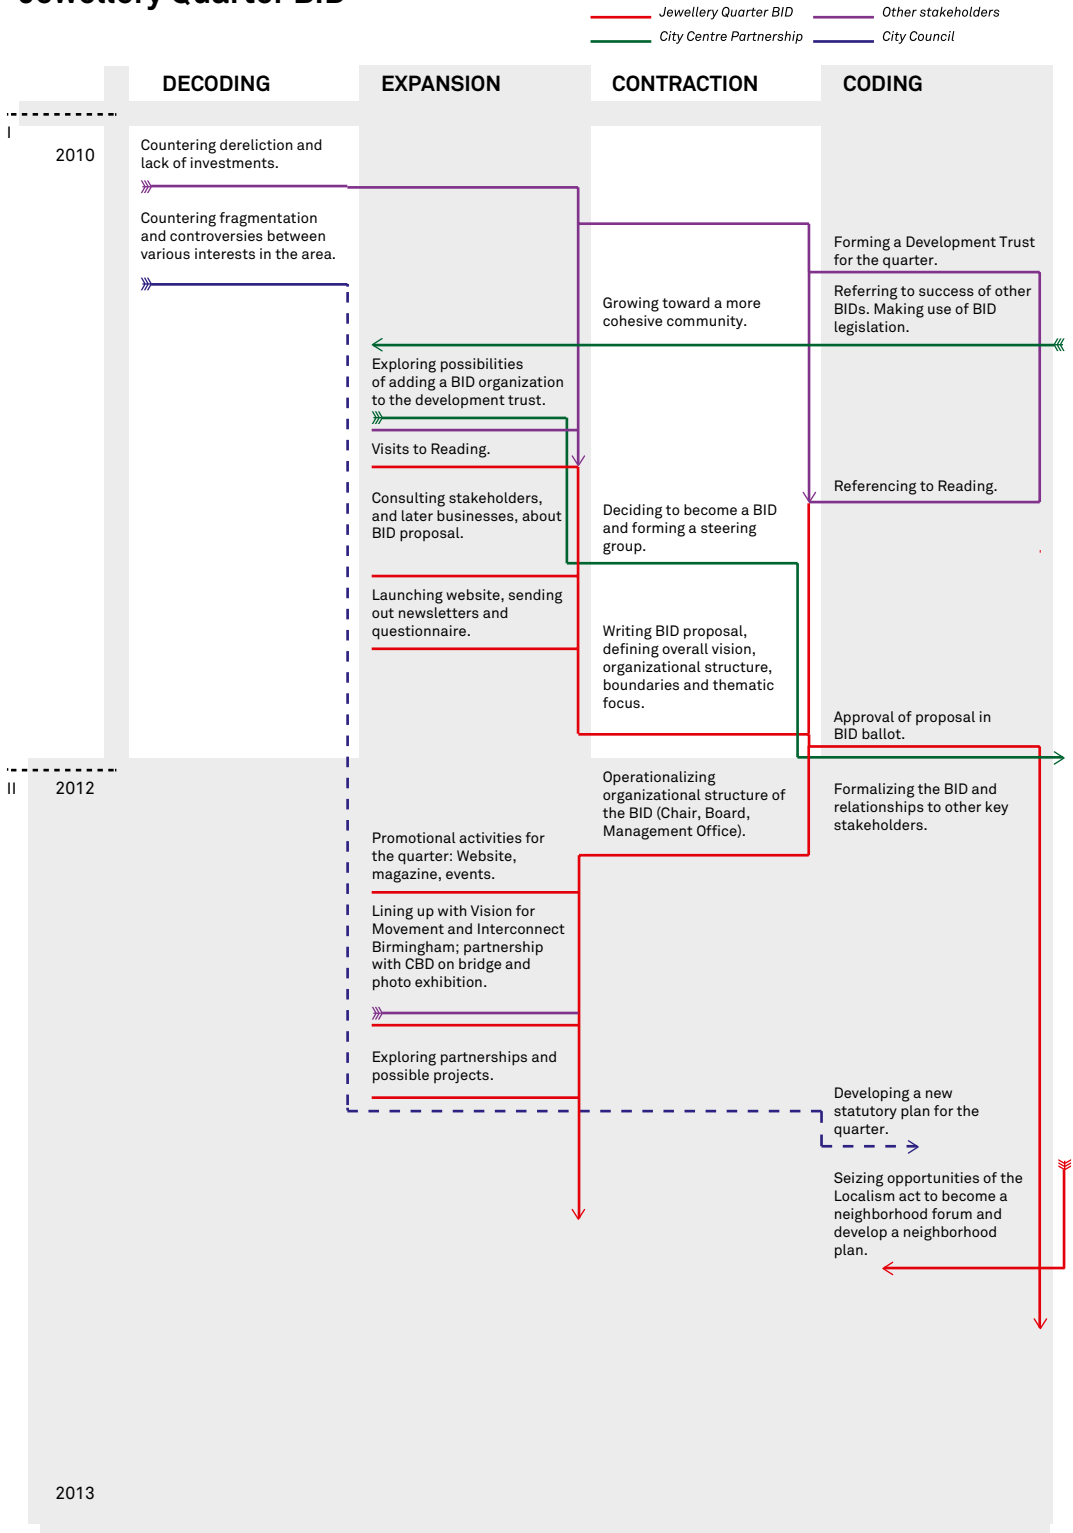 Jewellery Quarter BID
Jewellery Quarter BID
Other stakeholders
City Centre Partnership
City Council
DECODING
EXPANSION
CONTRACTION
CODING
I
2010
Countering dereliction and
lack of investments.
Countering fragmentation
and controversies between
various interests in the area.
Forming a Development Trust
for the quarter.
Referring to success of other
BIDs. Making use of BID
legislation.
Growing toward a more
cohesive community.
Exploring possibilities
of adding a BID organization
to the development trust.
Visits to Reading.
Referencing to Reading.
Consulting stakeholders,
and later businesses, about
BID proposal.
Deciding to become a BID
and forming a steering
group.
Launching website, sending
out newsletters and
questionnaire.
Writing BID proposal,
defining overall vision,
organizational structure,
boundaries and thematic
focus.
Approval of proposal in
BID ballot.
II
2012
Operationalizing
organizational structure of
the BID (Chair, Board,
Management Office).
Formalizing the BID and
relationships to other key
stakeholders.
Promotional activities for
the quarter: Website,
magazine, events.
Lining up with Vision for
Movement and Interconnect
Birmingham; partnership
with CBD on bridge and
photo exhibition.
Exploring partnerships and
possible projects.
Developing a new
statutory plan for the
quarter.
Seizing opportunities of the
Localism act to become a
neighborhood forum and
develop a neighborhood
plan.
2013